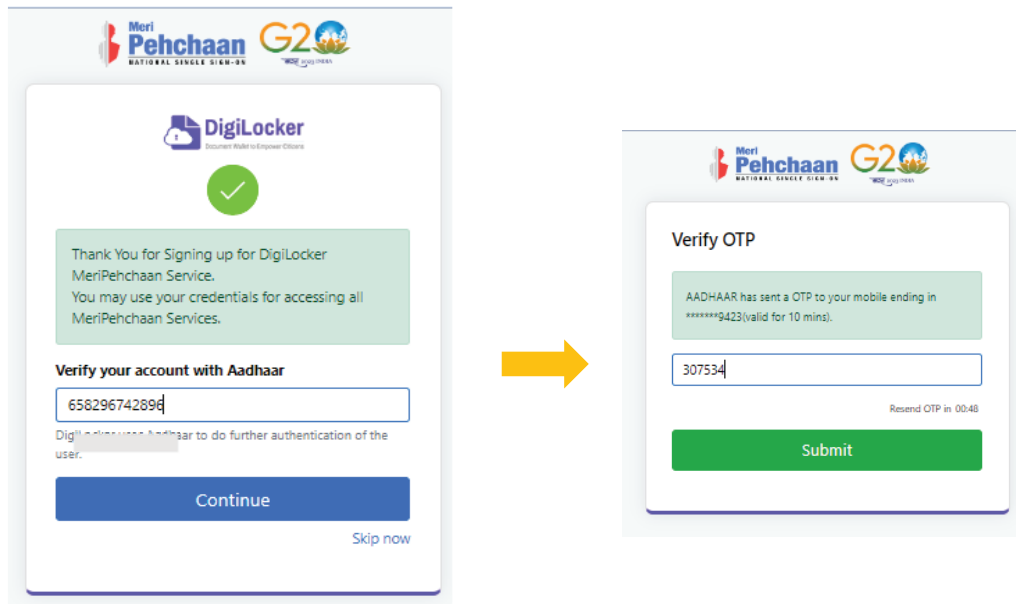 Meri
Pehchaan
NATIONAL SINGLE SIGN-ON
G20
2023 INDIA
DigiLocker
Document Wallet to Empower Citizens
Thank You for Signing up for DigiLocker
MeriPehchaan Service.
You may use your credentials for accessing all
MeriPehchaan Services.
Verify your account with Aadhaar
658296742896
to do further authentication of the
user.
Continue
Skip now
Meri
Pehchaan
NATIONAL SINGLE SIGN-ON
G20
2023 INDIA
Verify OTP
AADHAAR has sent a OTP to your mobile ending in
*******9423(valid for 10 mins).
307534
Resend OTP in 00:48
Submit